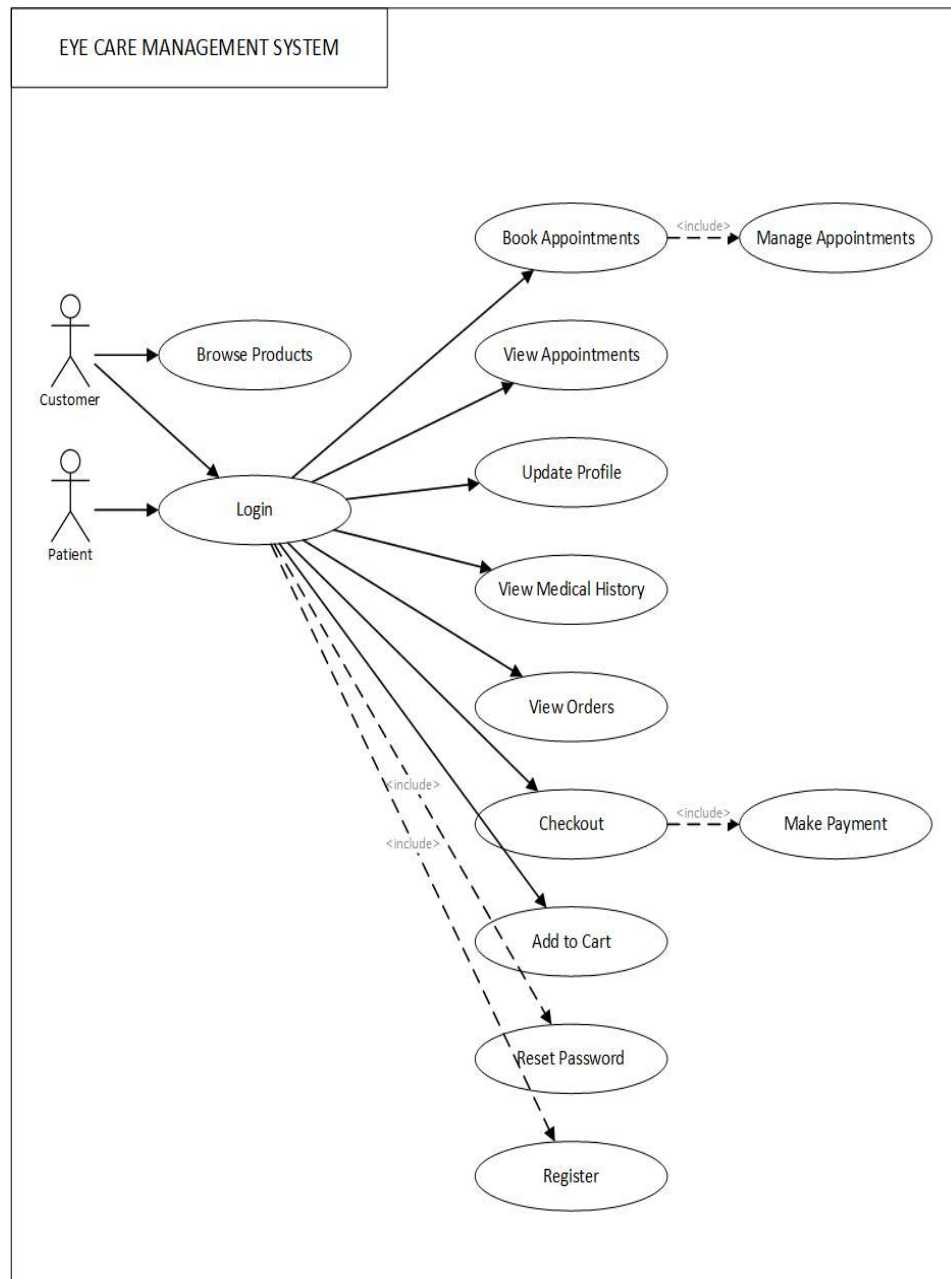 EYE CARE MANAGEMENT SYSTEM
Book Appointments
<include>
Manage Appointments
Browse Products
View Appointments
Customer
Update Profile
Login
Patient
View Medical History
View Orders
<include>
Checkout
<include>
Make Payment
<include>
Add to Cart
Reset Password
Register